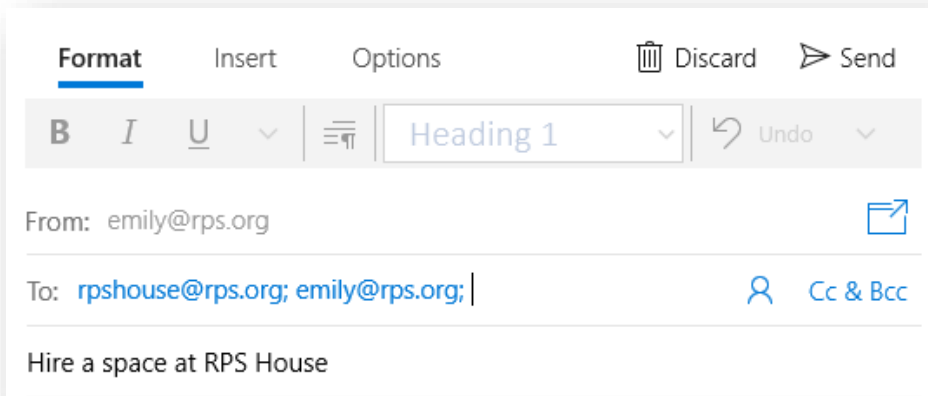 Format Insert Options Discard Send
B I U Heading 1 Undo
From: emily@rps.org
To: rpshouse@rps.org; emily@rps.org; Cc & Bcc
Hire a space at RPS House